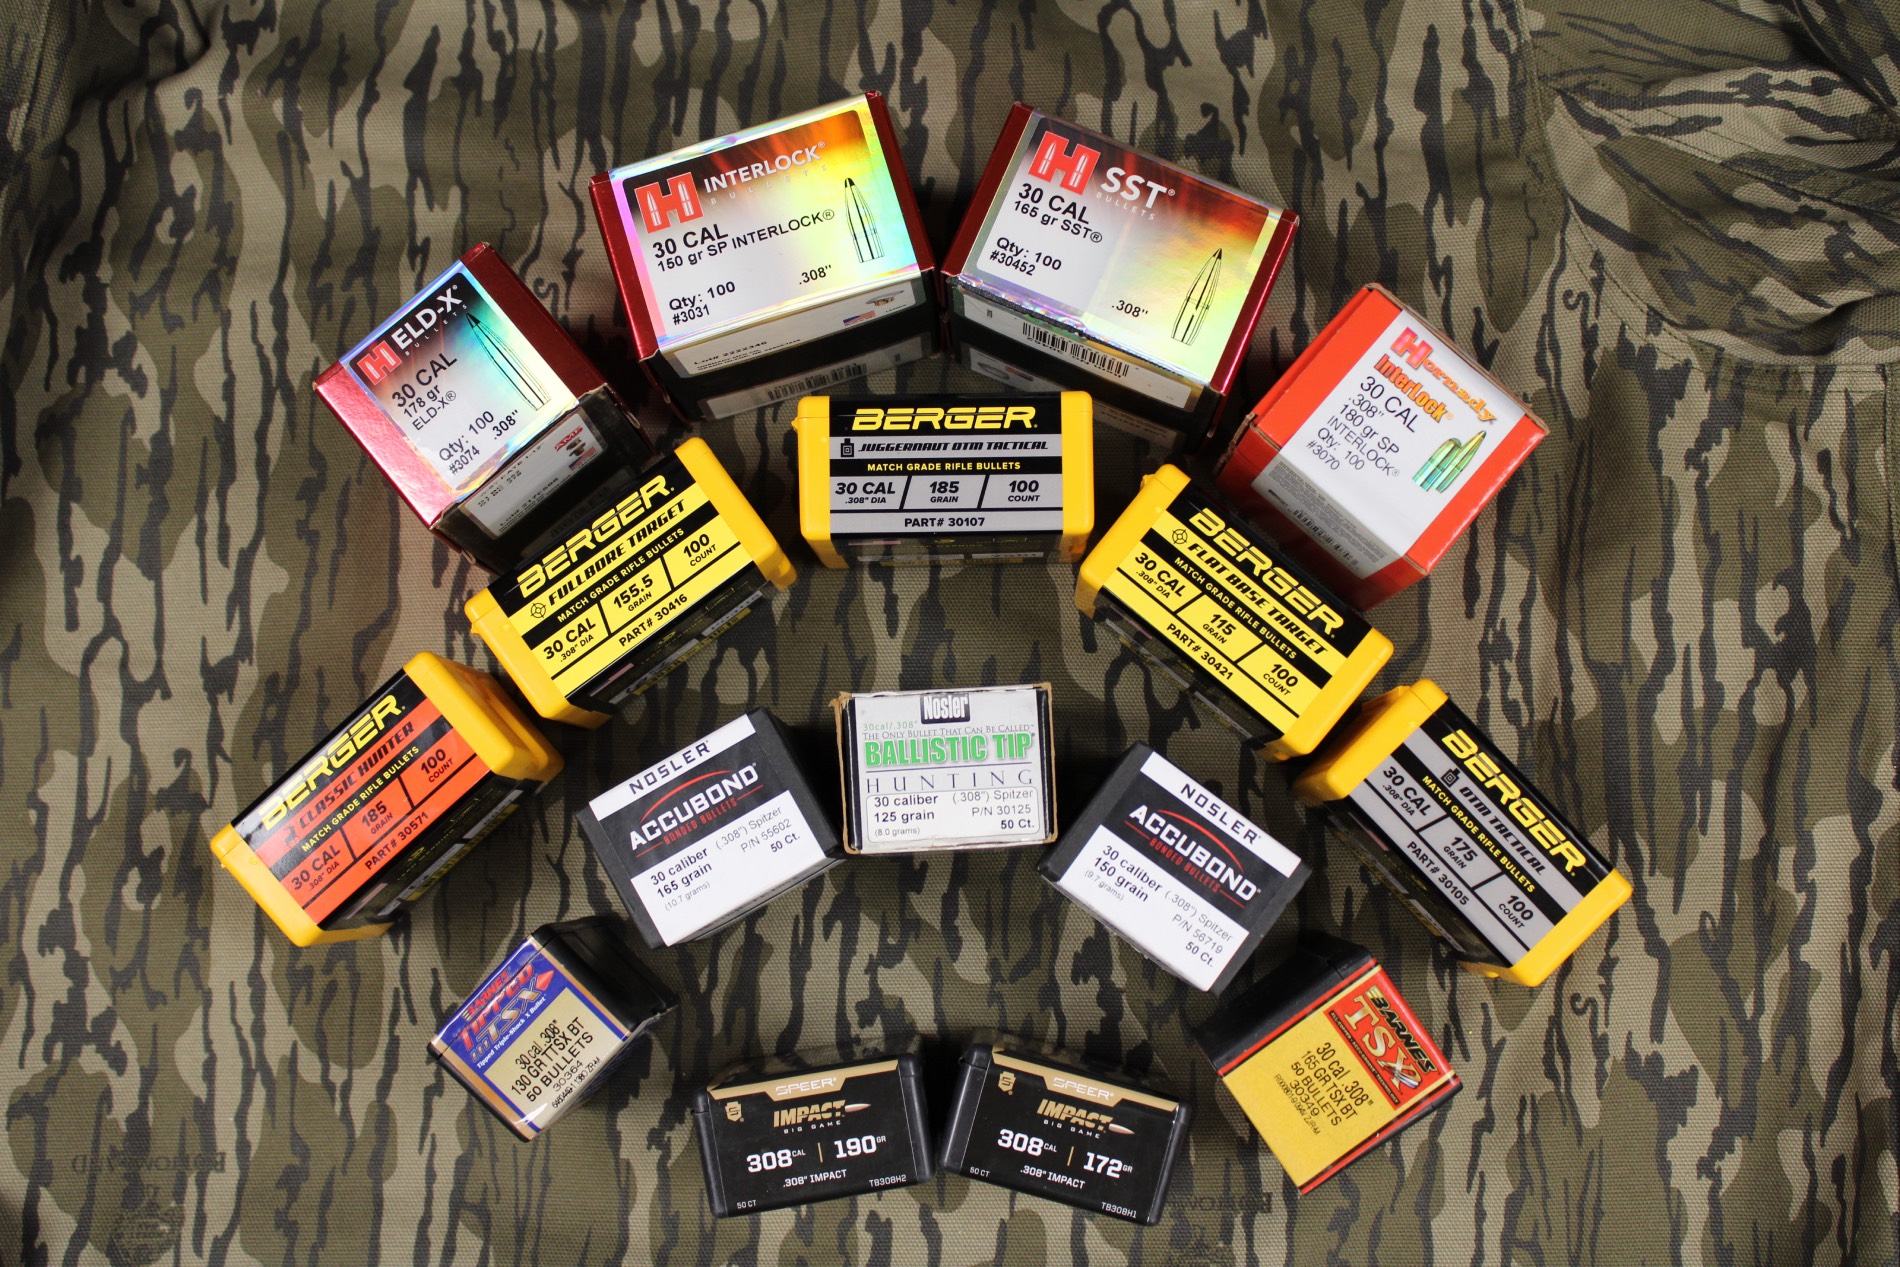 INTERLOCK®
BULLETS
30 CAL
150 gr SP INTERLOCK®
.308"
Qty: 100
#3031
Lot# 2222346
SST®
BULLETS
30 CAL
165 gr SST®
Qty: 100
#30452
.308"
ELD-X®
BULLETS
30 CAL
178 gr
ELD-X®
Qty: 100
.308"
#3074
Hornady
InterLock®
30 CAL
.308"
180 gr SP
INTERLOCK®
Qty: 100
#3070
BERGER.
JUGGERNAUT OTM TACTICAL
MATCH GRADE RIFLE BULLETS
30 CAL 185 100
.308" DIA GRAIN COUNT
PART# 30107
BERGER.
FULLBORE TARGET
MATCH GRADE RIFLE BULLETS
30 CAL 155.5 100
.308" DIA GRAIN COUNT
PART# 30416
BERGER.
FLAT BASE TARGET
MATCH GRADE RIFLE BULLETS
30 CAL 115 100
.308" DIA GRAIN COUNT
PART# 30421
BERGER.
CLASSIC HUNTER
MATCH GRADE RIFLE BULLETS
30 CAL 185 100
.308" DIA GRAIN COUNT
PART# 30571
BERGER.
OTM TACTICAL
MATCH GRADE RIFLE BULLETS
30 CAL 175 100
.308" DIA GRAIN COUNT
PART# 30105
NOSLER®
ACCUBOND®
BONDED BULLETS
30 caliber (.308") Spitzer
165 grain P/N 55602
(10.7 grams) 50 Ct.
Nosler
30cal/.308"
THE ONLY BULLET THAT CAN BE CALLED
BALLISTIC TIP
HUNTING
30 caliber (.308") Spitzer
125 grain P/N 30125
(8.0 grams) 50 Ct.
NOSLER®
ACCUBOND®
BONDED BULLETS
30 caliber (.308") Spitzer
150 grain P/N 56719
(9.7 grams) 50 Ct.
BARNES
TIPPED
TSX
Tipped Triple-Shock X Bullet
30 cal .308"
130 GR TTSX BT
50 BULLETS
30364
SPEER®
IMPACT
BIG GAME
308 CAL | 190 GR
.308" IMPACT
50 CT TB308H2
SPEER®
IMPACT
BIG GAME
308 CAL | 172 GR
.308" IMPACT
50 CT TB308H1
BARNES
TSX
30 cal .308"
165 GR TSX BT
50 BULLETS
30349